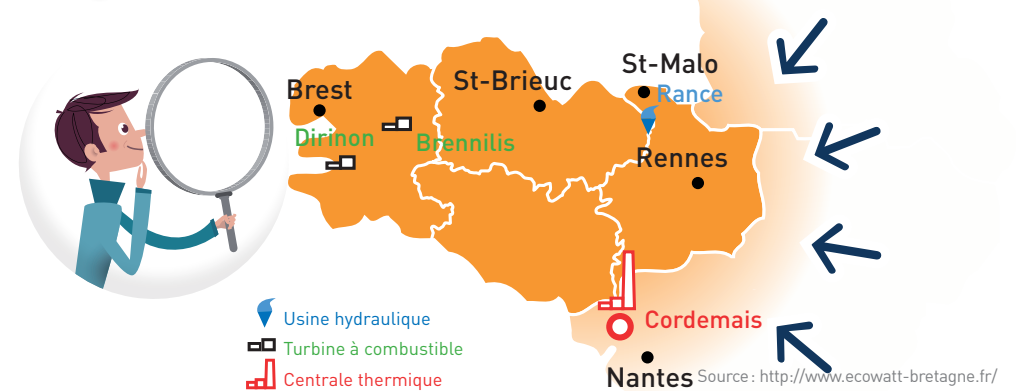 St-Malo
St-Brieuc
Brest
Rance
Dirinon
Brennilis
Rennes
Cordemais
Usine hydraulique
Turbine à combustible
Centrale thermique
Nantes
Source : http://www.ecowatt-bretagne.fr/